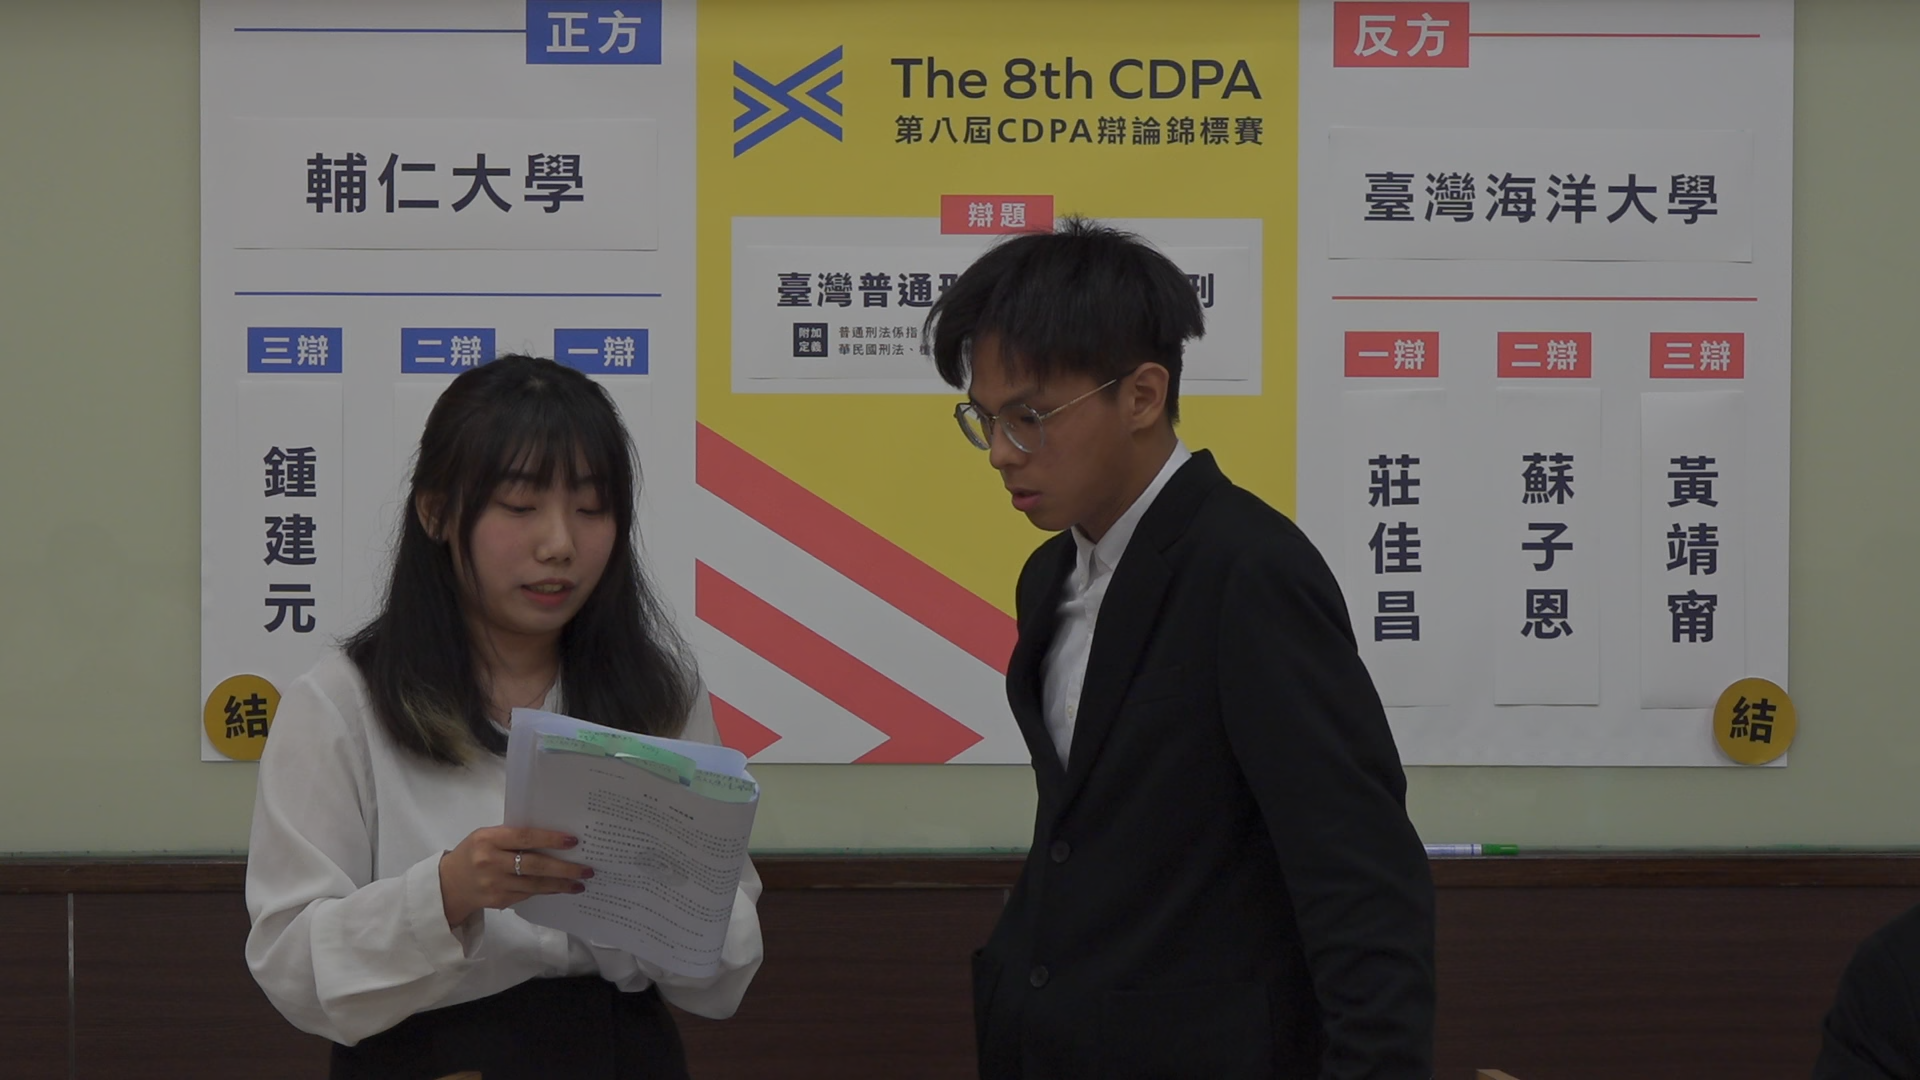 正方
輔仁大學
三辯
二辯
一辯
鍾建元
結
The 8th CDPA
第八屆CDPA辯論錦標賽
辯題
臺灣普通刑
刑
附加
定義
普通刑法係指
華民國刑法、
反方
臺灣海洋大學
一辯
二辯
三辯
莊佳昌
蘇子恩
黃靖甯
結